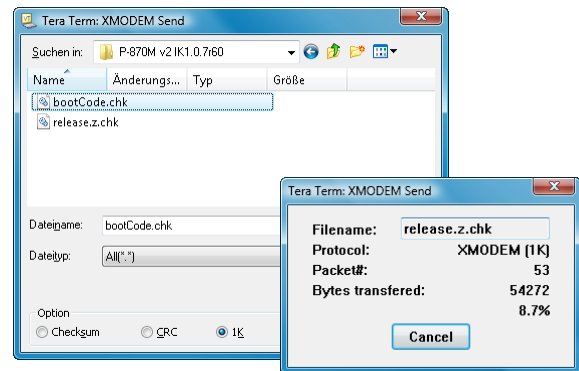 Tera Term: XMODEM Send
Suchen in: P-870M v2 IK1.0.7r60
Name Änderungs... Typ Größe
bootCode.chk
release.z.chk
Dateiname: bootCode.chk
Dateityp: All(*.*)
Option
Checksum CRC 1K
Tera Term: XMODEM Send
Filename: release.z.chk
Protocol: XMODEM (1K)
Packet#: 53
Bytes transfered: 54272
8.7%
Cancel